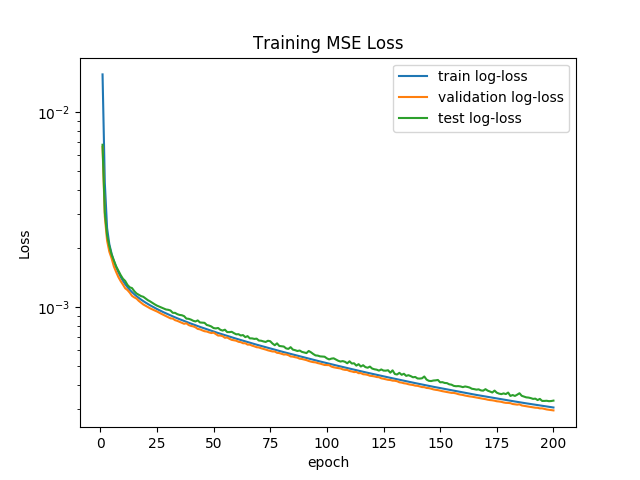 Training MSE Loss
train log-loss
validation log-loss
test log-loss
10⁻²
10⁻³
Loss
0 25 50 75 100 125 150 175 200
epoch